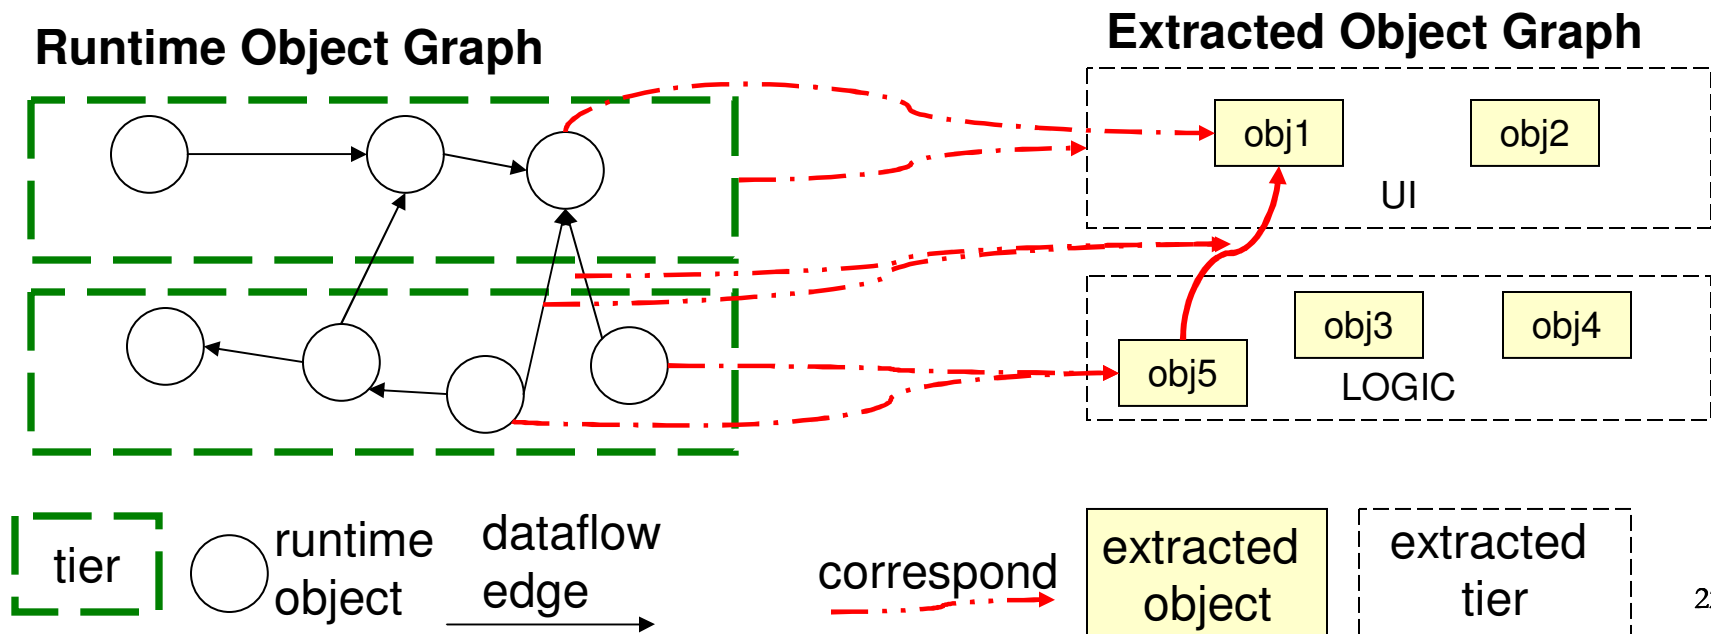 Runtime Object Graph
Extracted Object Graph
obj1
obj2
UI
obj3
obj4
obj5
LOGIC
tier
runtime
object
dataflow
edge
correspond
extracted
object
extracted
tier